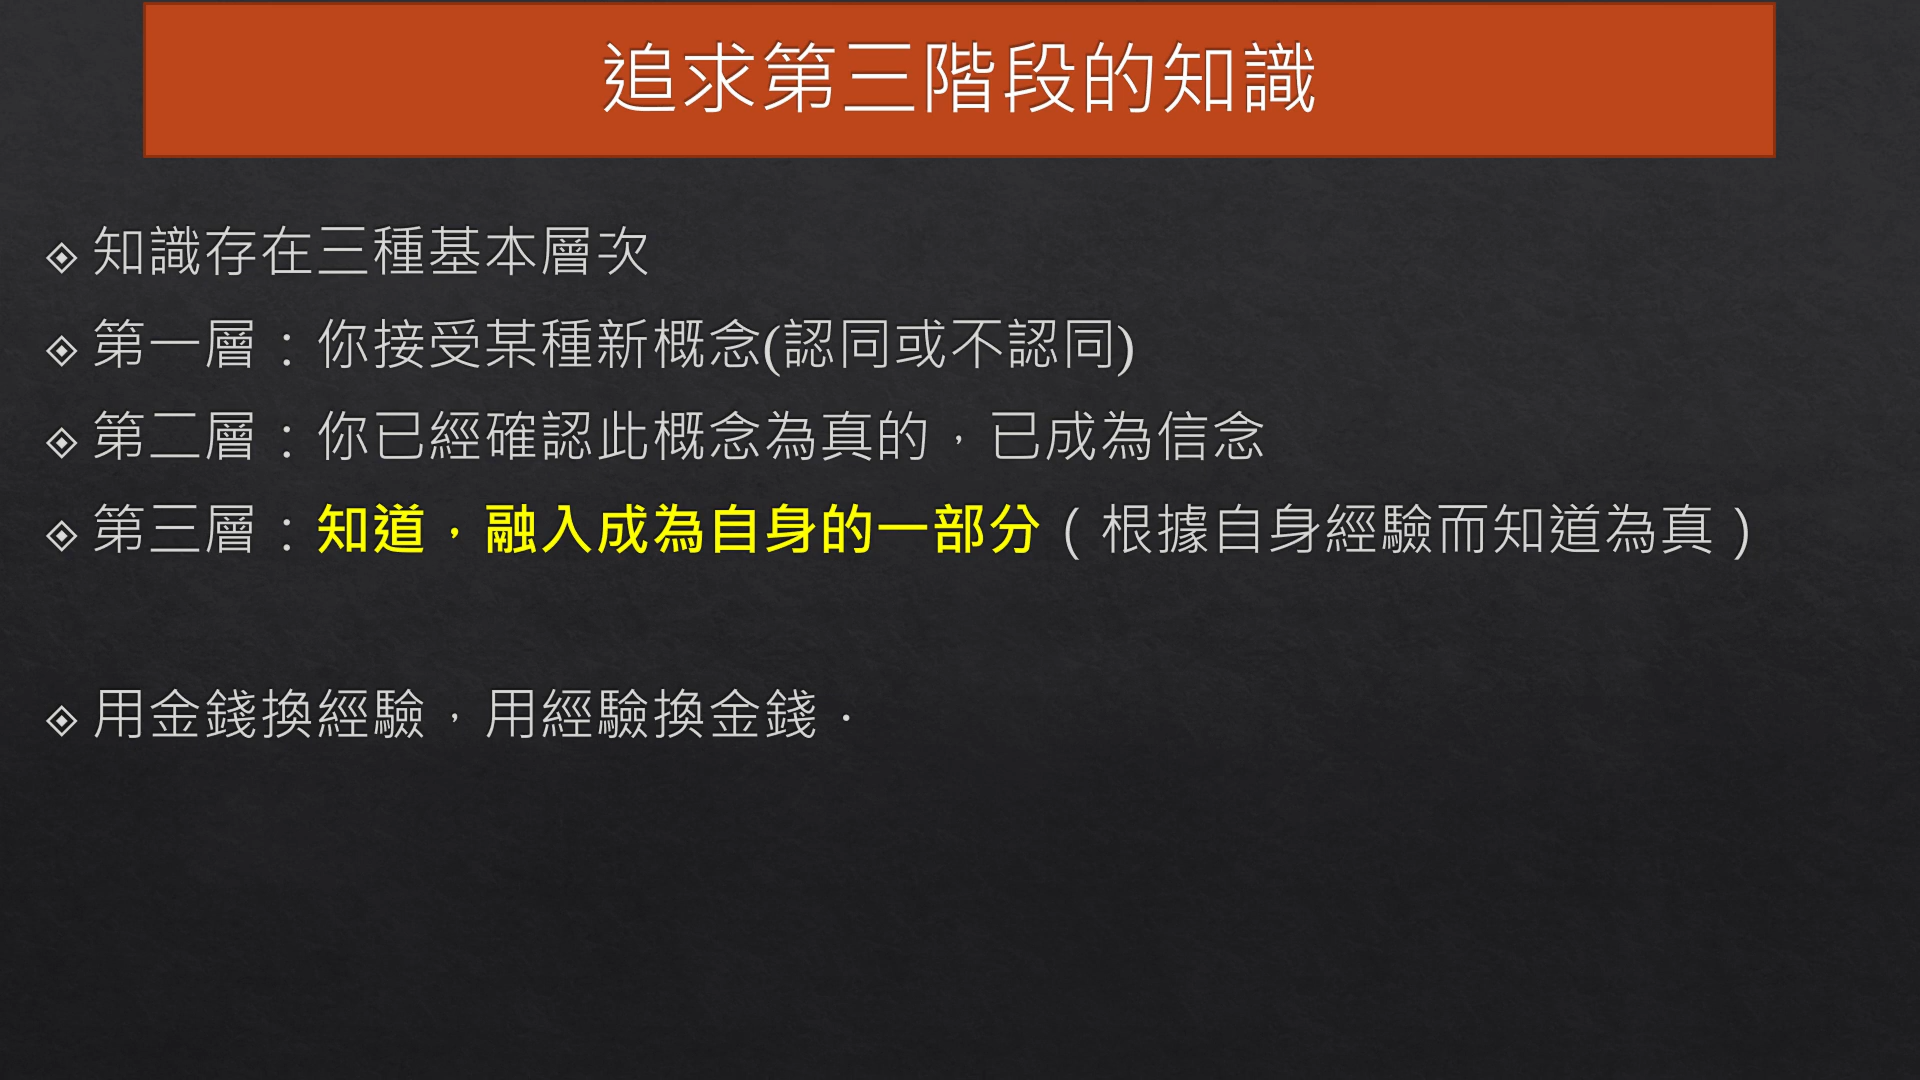 追求第三階段的知識
知識存在三種基本層次
第一層：你接受某種新概念(認同或不認同)
第二層：你已經確認此概念為真的，已成為信念
第三層：知道，融入成為自身的一部分（根據自身經驗而知道為真）
用金錢換經驗，用經驗換金錢．